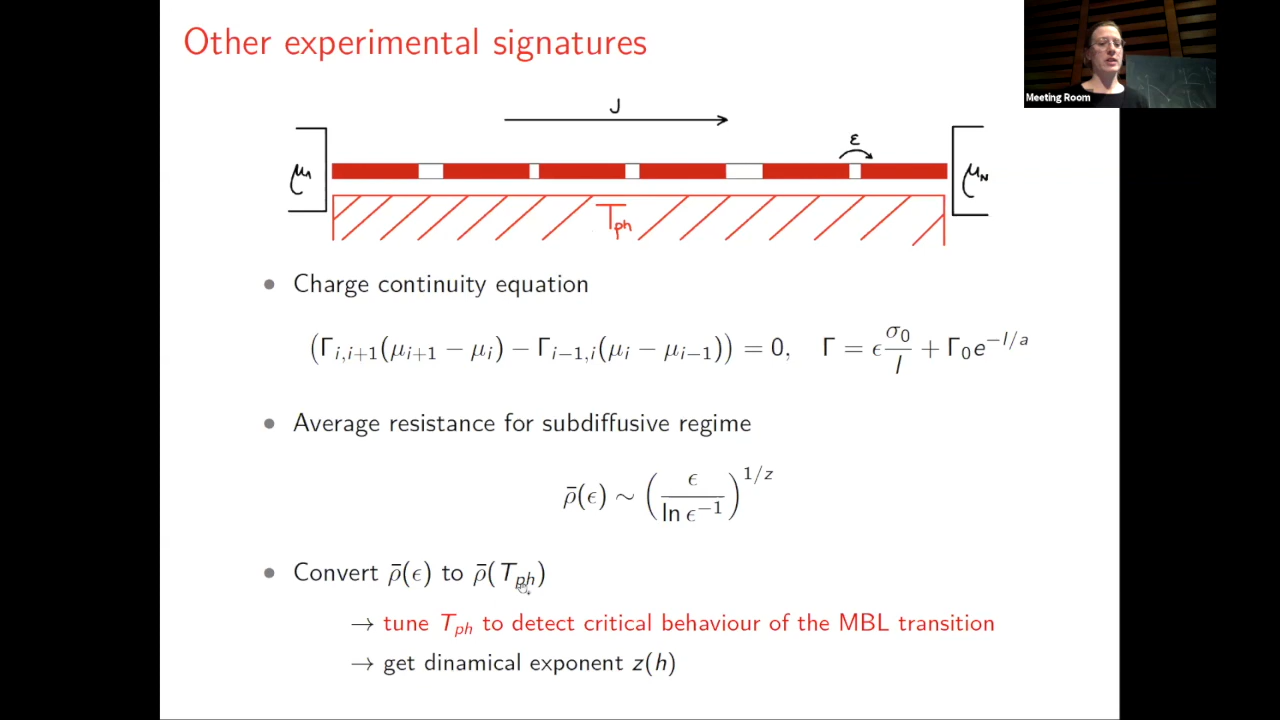 Other experimental signatures
Meeting Room
J
ε
μ₁
μ_N
T_ph
• Charge continuity equation
(Γ_{i,i+1}(μ_{i+1} − μ_i) − Γ_{i−1,i}(μ_i − μ_{i−1})) = 0, Γ = ϵ σ₀/l + Γ₀e^{−l/a}
• Average resistance for subdiffusive regime
ρ̄(ϵ) ∼ (ϵ / ln ϵ^{−1})^{1/z}
• Convert ρ̄(ϵ) to ρ̄(T_ph)
→ tune T_ph to detect critical behaviour of the MBL transition
→ get dinamical exponent z(h)